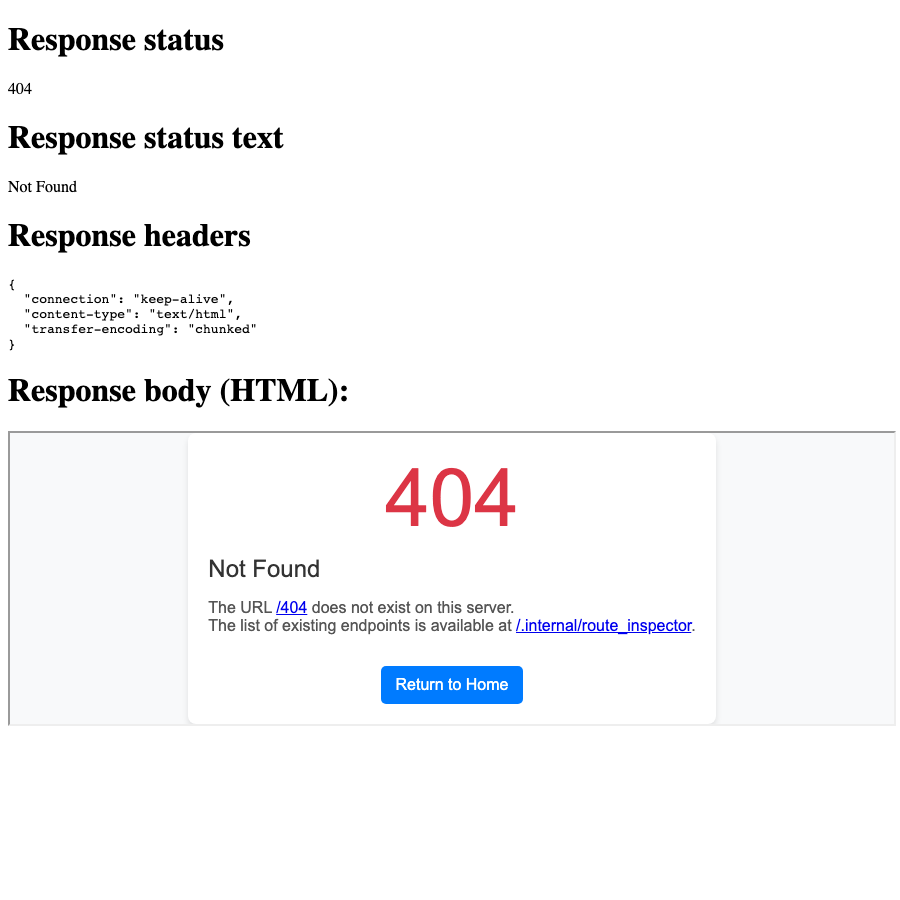 Response status
404
Response status text
Not Found
Response headers
{
  "connection": "keep-alive",
  "content-type": "text/html",
  "transfer-encoding": "chunked"
}
Response body (HTML):
404
Not Found
The URL /404 does not exist on this server.
The list of existing endpoints is available at /.internal/route_inspector.
Return to Home